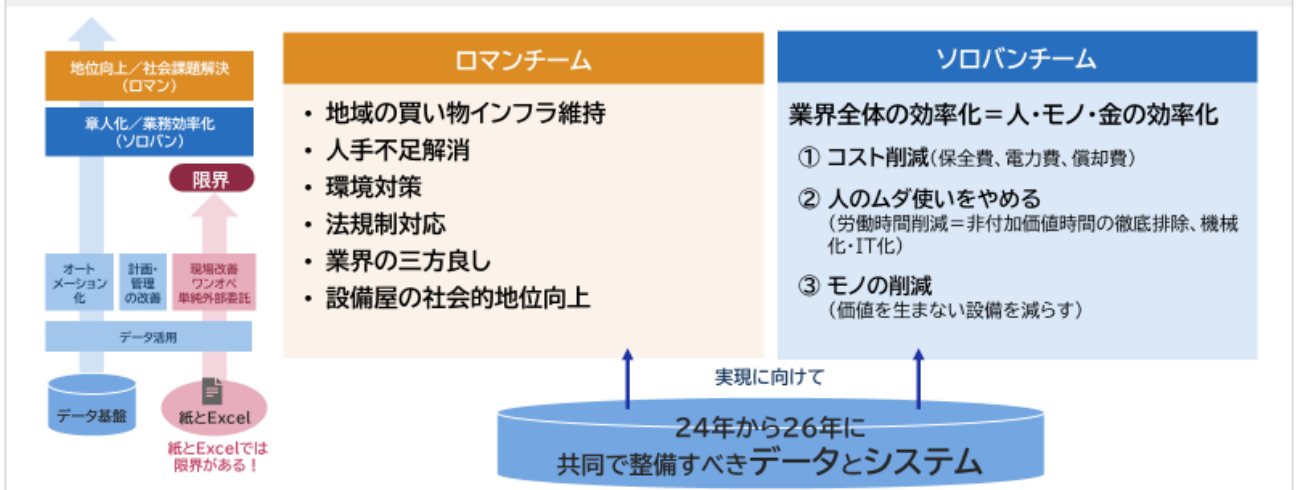 地位向上／社会課題解決
（ロマン）
章人化／業務効率化
（ソロバン）
限界
オート
メーション
化
計画・
管理
の改善
現場改善
ワンオペ
単純外部委託
データ活用
データ基盤
紙とExcel
紙とExcelでは
限界がある！
ロマンチーム
・ 地域の買い物インフラ維持
・ 人手不足解消
・ 環境対策
・ 法規制対応
・ 業界の三方良し
・ 設備屋の社会的地位向上
ソロバンチーム
業界全体の効率化＝人・モノ・金の効率化
① コスト削減（保全費、電力費、償却費）
② 人のムダ使いをやめる
（労働時間削減＝非付加価値時間の徹底排除、機械
化・IT化）
③ モノの削減
（価値を生まない設備を減らす）
実現に向けて
24年から26年に
共同で整備すべきデータとシステム